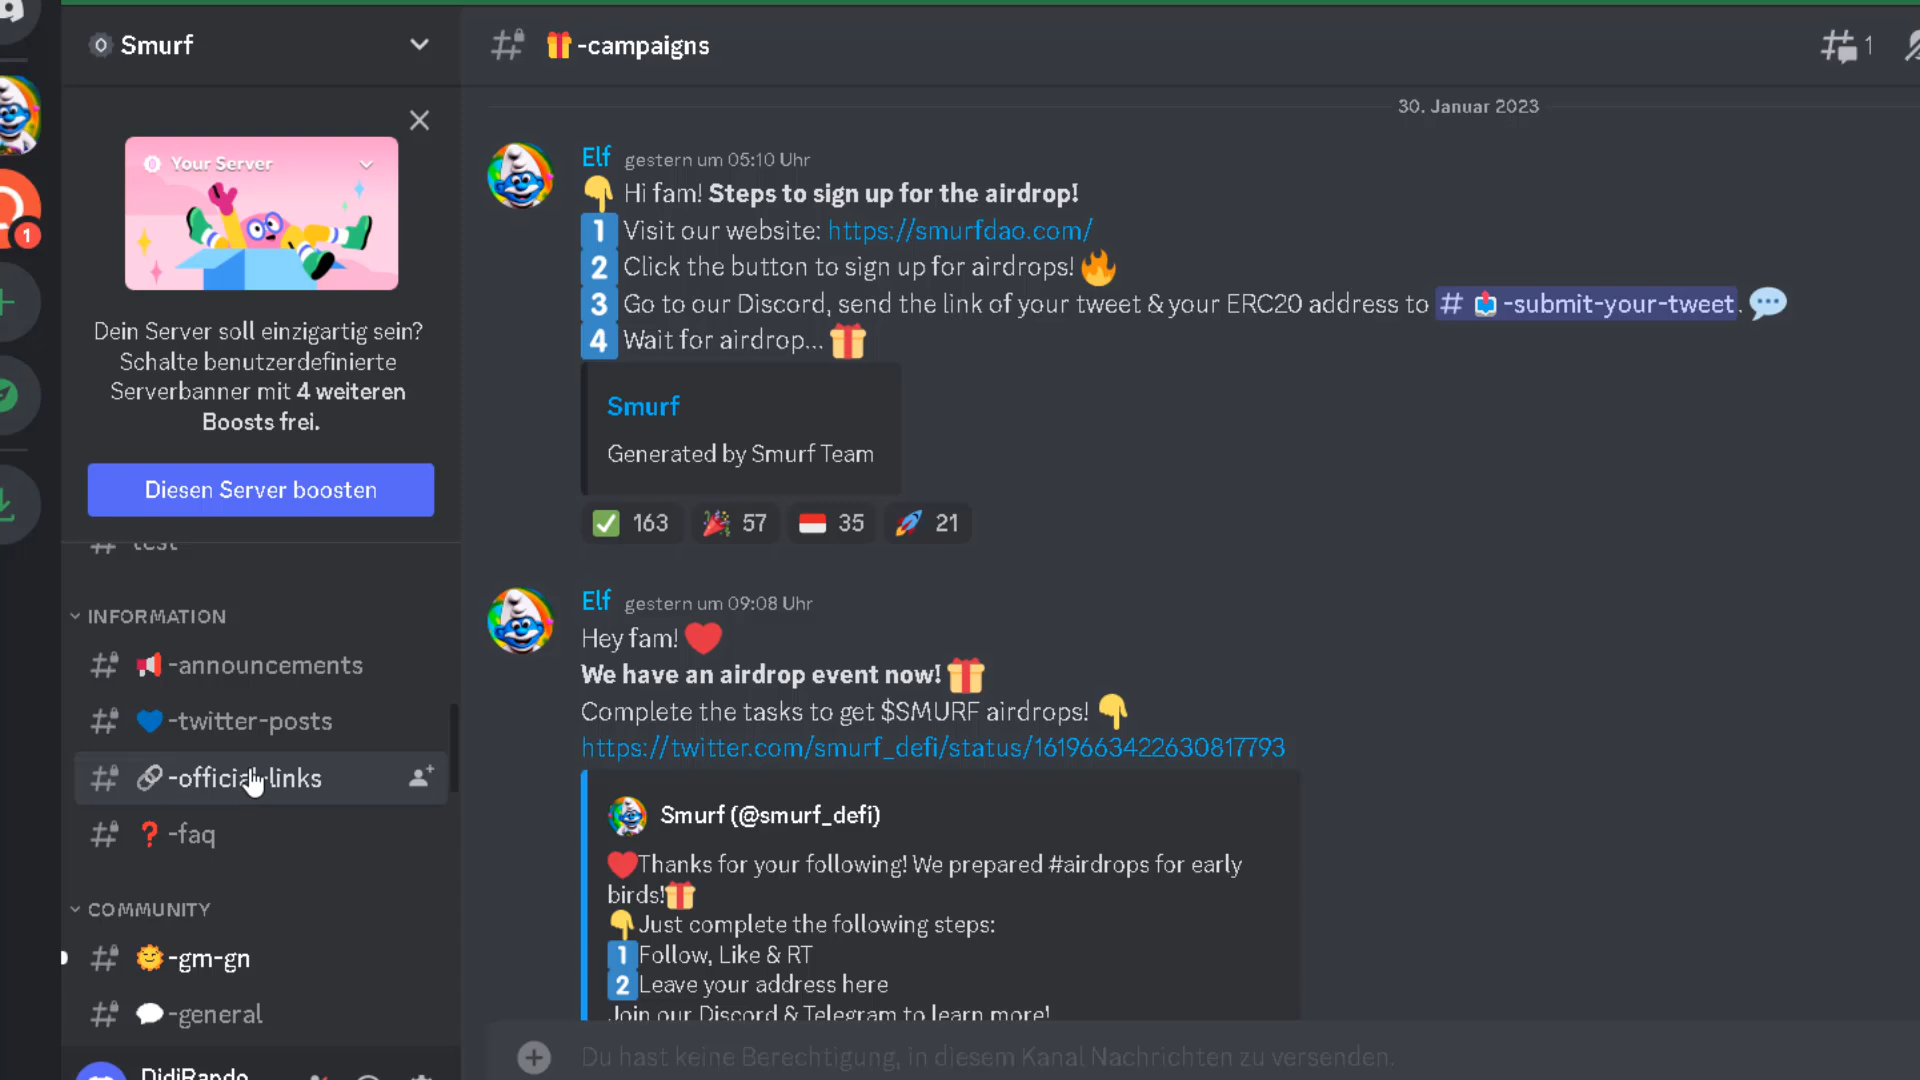 Smurf
Your Server
Dein Server soll einzigartig sein?
Schalte benutzerdefinierte
Serverbanner mit 4 weiteren
Boosts frei.
Diesen Server boosten
test
INFORMATION
📢-announcements
💙-twitter-posts
🔗-official-links
❓-faq
COMMUNITY
🌞-gm-gn
💬-general
DidiRando
1
🎁-campaigns
1
30. Januar 2023
Elf gestern um 05:10 Uhr
👇 Hi fam! Steps to sign up for the airdrop!
1 Visit our website: https://smurfdao.com/
2 Click the button to sign up for airdrops! 🔥
3 Go to our Discord, send the link of your tweet & your ERC20 address to # 📩-submit-your-tweet. 💬
4 Wait for airdrop... 🎁
Smurf
Generated by Smurf Team
✅ 163 🎉 57 🇮🇩 35 🚀 21
Elf gestern um 09:08 Uhr
Hey fam! ❤️
We have an airdrop event now! 🎁
Complete the tasks to get $SMURF airdrops! 👇
https://twitter.com/smurf_defi/status/1619663422630817793
Smurf (@smurf_defi)
❤️Thanks for your following! We prepared #airdrops for early
birds!🎁
👇Just complete the following steps:
1 Follow, Like & RT
2 Leave your address here
Join our Discord & Telegram to learn more!
Du hast keine Berechtigung, in diesem Kanal Nachrichten zu versenden.